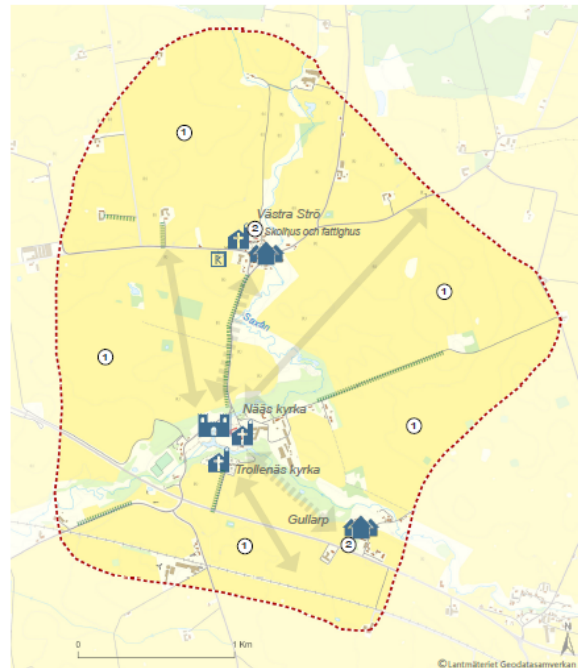 1
Västra Strö
2
Skolhus och fattighus
R
1
Saxån
1
Nääs kyrka
1
Trollenäs kyrka
Gullarp
1
2
0
1 Km
N
©Lantmäteriet Geodatasamverkan